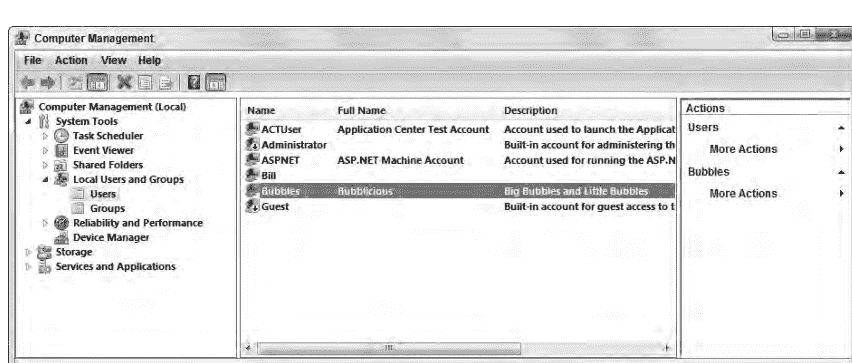 Computer Management
File Action View Help
Computer Management (Local)
System Tools
Task Scheduler
Event Viewer
Shared Folders
Local Users and Groups
Users
Groups
Reliability and Performance
Device Manager
Storage
Services and Applications
Name Full Name Description
ACTUser Application Center Test Account Account used to launch the Applicat
Administrator Built-in account for administering th
ASPNET ASP.NET Machine Account Account used for running the ASP.N
Bill
Bubbles Bubblicious Big Bubbles and Little Bubbles
Guest Built-in account for guest access to t
Actions
Users
More Actions
Bubbles
More Actions